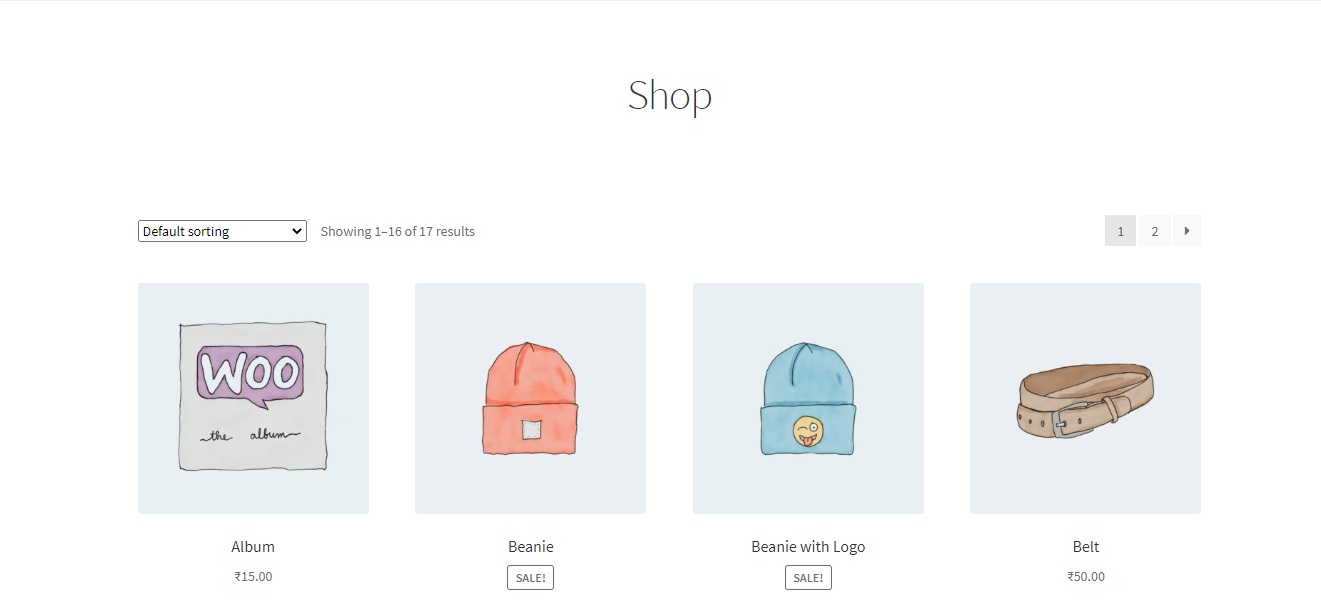 Shop
Default sorting Showing 1–16 of 17 results 1 2
WOO
the album
Album Beanie Beanie with Logo Belt
₹15.00 SALE! SALE! ₹50.00